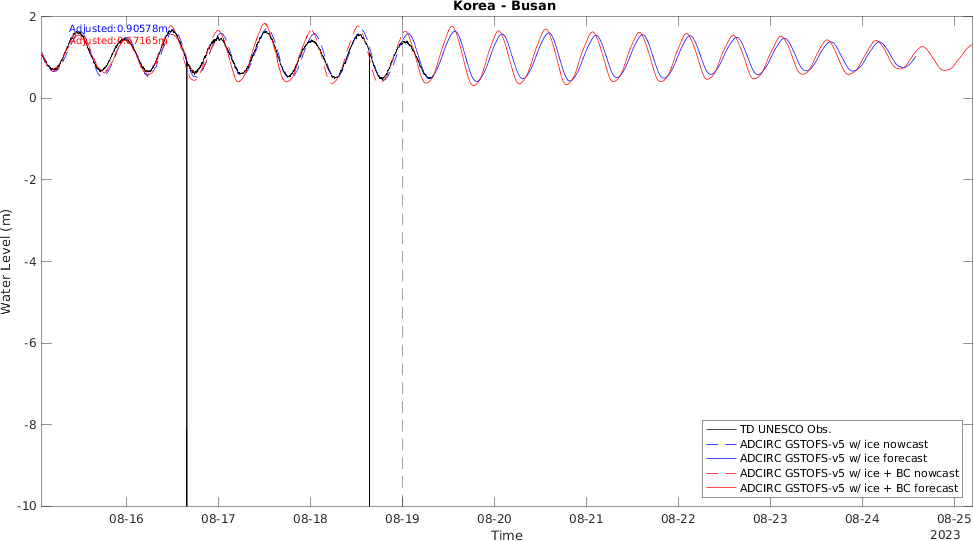 Korea - Busan
Adjusted:0.90578m
Water Level (m)
2
0
-2
-4
-6
-8
-10
TD UNESCO Obs.
ADCIRC GSTOFS-v5 w/ ice nowcast
ADCIRC GSTOFS-v5 w/ ice forecast
ADCIRC GSTOFS-v5 w/ ice + BC nowcast
ADCIRC GSTOFS-v5 w/ ice + BC forecast
08-16 08-17 08-18 08-19 08-20 08-21 08-22 08-23 08-24 08-25
Time
2023